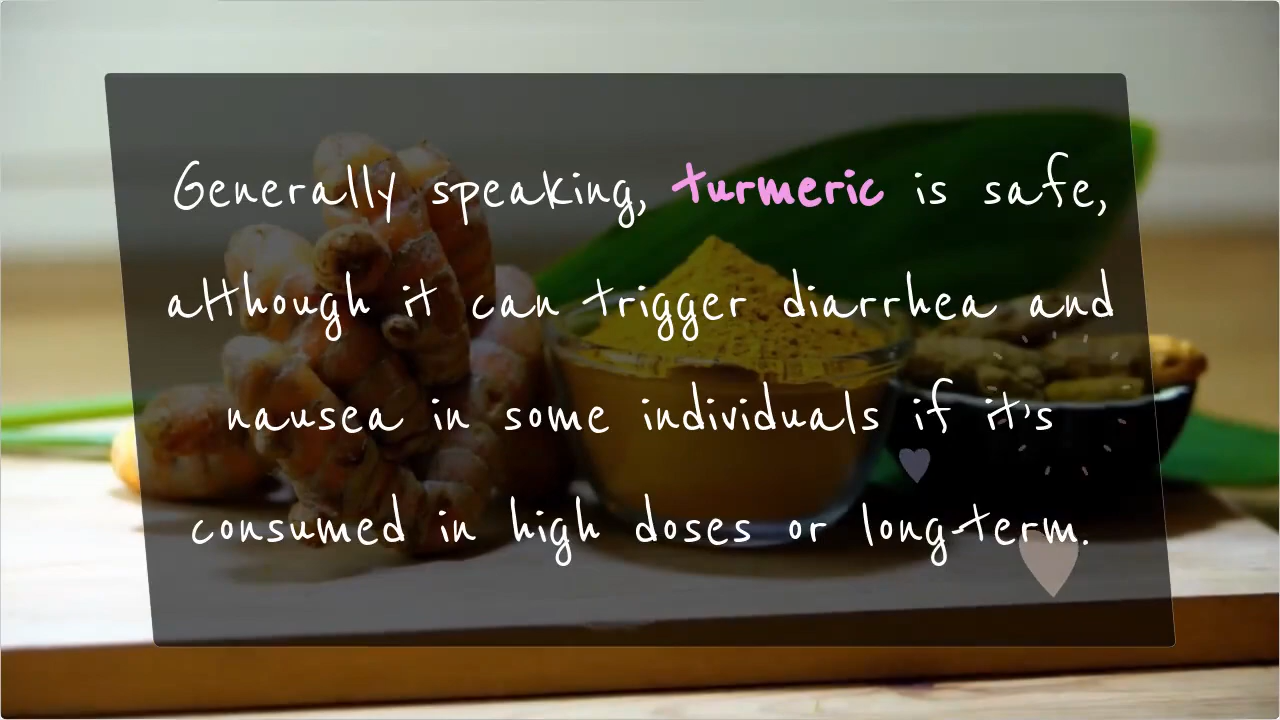 Generally speaking, turmeric is safe,
although it can trigger diarrhea and
nausea in some individuals if it's
consumed in high doses or long-term.